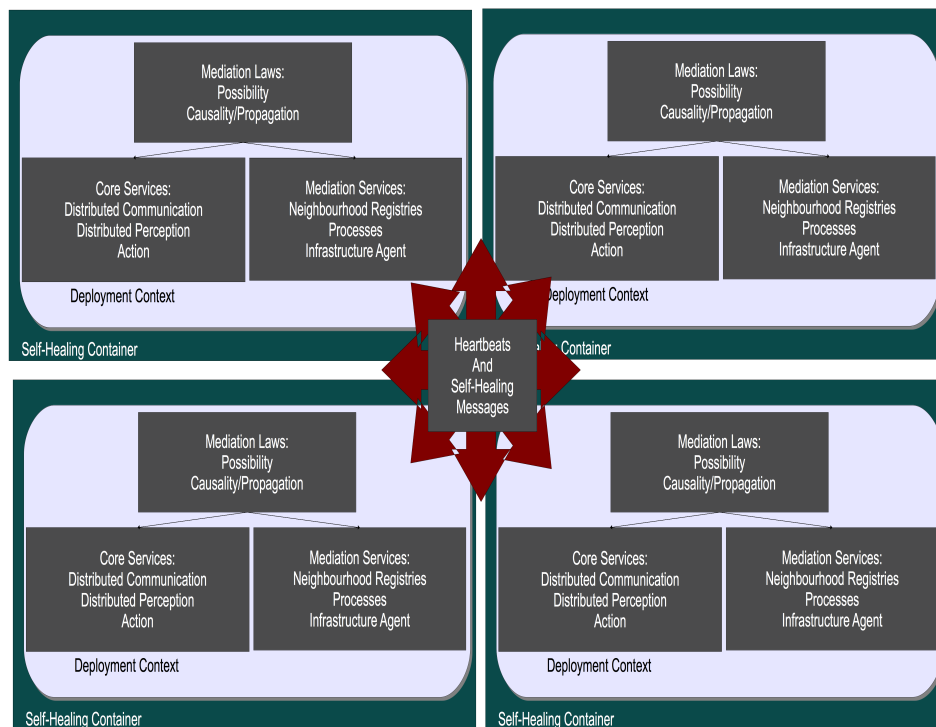 Mediation Laws:
Possibility
Causality/Propagation
Core Services:
Distributed Communication
Distributed Perception
Action
Mediation Services:
Neighbourhood Registries
Processes
Infrastructure Agent
Deployment Context
Self-Healing Container
Mediation Laws:
Possibility
Causality/Propagation
Core Services:
Distributed Communication
Distributed Perception
Action
Mediation Services:
Neighbourhood Registries
Processes
Infrastructure Agent
Deployment Context
Container
Heartbeats
And
Self-Healing
Messages
Mediation Laws:
Possibility
Causality/Propagation
Core Services:
Distributed Communication
Distributed Perception
Action
Mediation Services:
Neighbourhood Registries
Processes
Infrastructure Agent
Deployment Context
Self-Healing Container
Mediation Laws:
Possibility
Causality/Propagation
Core Services:
Distributed Communication
Distributed Perception
Action
Mediation Services:
Neighbourhood Registries
Processes
Infrastructure Agent
Deployment Context
Self-Healing Container